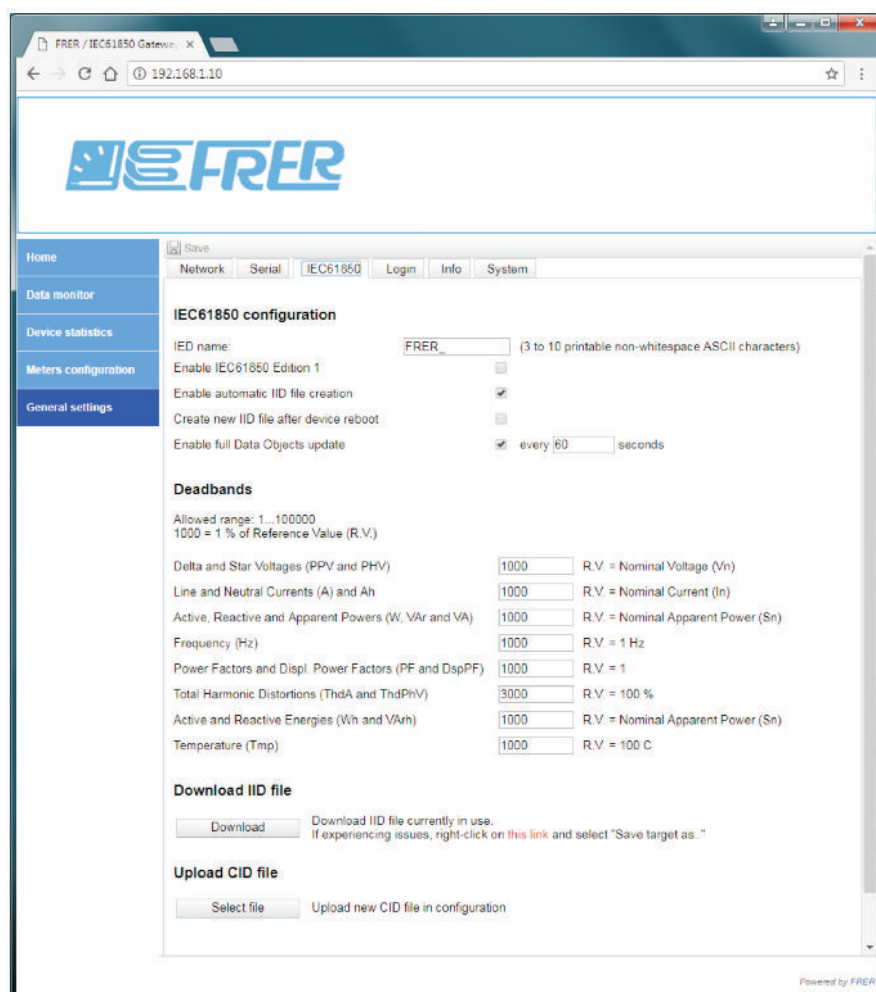 FRER / IEC61850 Gatewa
192.168.1.10
FRER
Home
Data monitor
Device statistics
Meters configuration
General settings
Save
Network Serial IEC61850 Login Info System
IEC61850 configuration
IED name: FRER_ (3 to 10 printable non-whitespace ASCII characters)
Enable IEC61850 Edition 1
Enable automatic IID file creation
Create new IID file after device reboot
Enable full Data Objects update every 60 seconds
Deadbands
Allowed range: 1...100000
1000 = 1 % of Reference Value (R.V.)
Delta and Star Voltages (PPV and PHV) 1000 R.V. = Nominal Voltage (Vn)
Line and Neutral Currents (A) and Ah 1000 R.V. = Nominal Current (In)
Active, Reactive and Apparent Powers (W, VAr and VA) 1000 R.V. = Nominal Apparent Power (Sn)
Frequency (Hz) 1000 R.V. = 1 Hz
Power Factors and Displ. Power Factors (PF and DspPF) 1000 R.V. = 1
Total Harmonic Distortions (ThdA and ThdPhV) 3000 R.V. = 100 %
Active and Reactive Energies (Wh and VArh) 1000 R.V. = Nominal Apparent Power (Sn)
Temperature (Tmp) 1000 R.V. = 100 C
Download IID file
Download Download IID file currently in use.
If experiencing issues, right-click on this link and select "Save target as.."
Upload CID file
Select file Upload new CID file in configuration
Powered by FRER